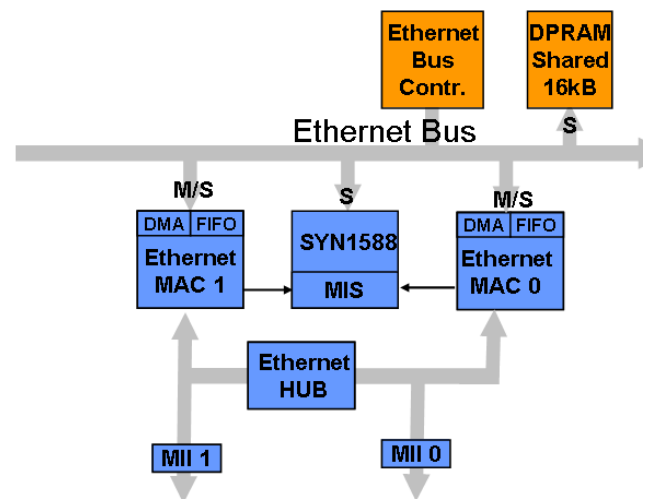 Ethernet
Bus
Contr.
DPRAM
Shared
16kB
Ethernet Bus
S
M/S
S
M/S
DMA FIFO
Ethernet
MAC 1
SYN1588
MIS
DMA FIFO
Ethernet
MAC 0
Ethernet
HUB
MII 1
MII 0